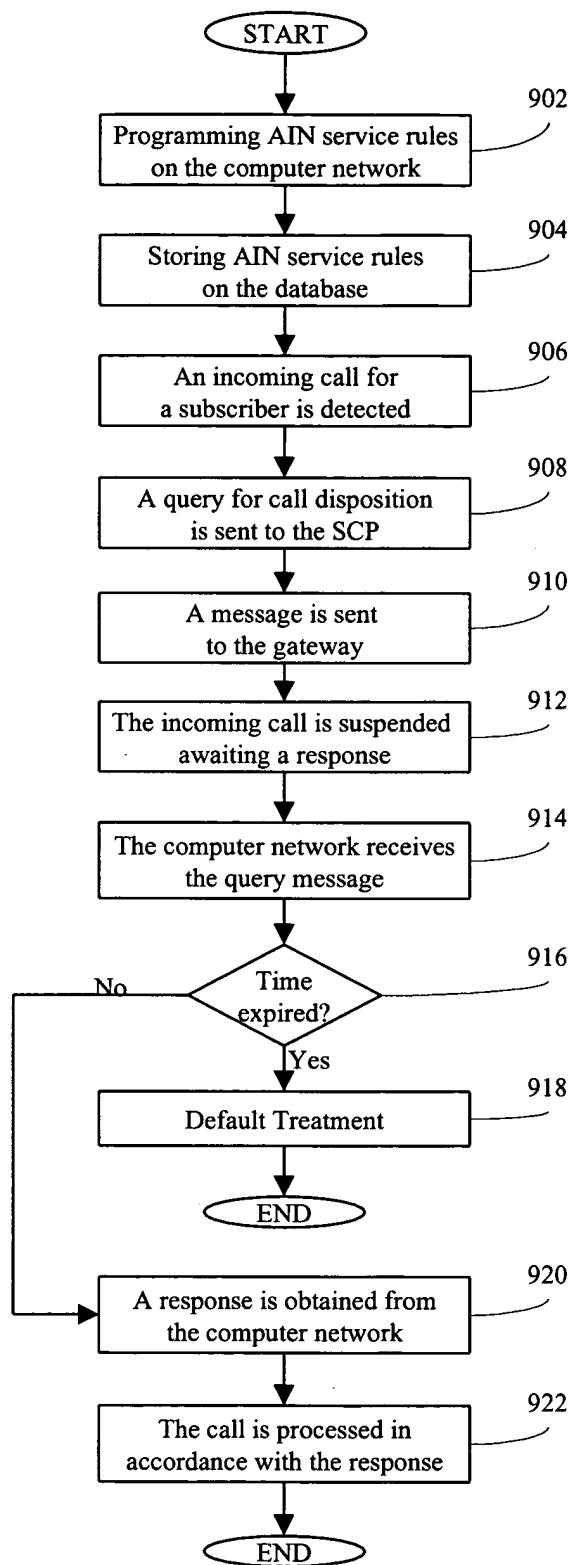 START
902
Programming AIN service rules
on the computer network
904
Storing AIN service rules
on the database
906
An incoming call for
a subscriber is detected
908
A query for call disposition
is sent to the SCP
910
A message is sent
to the gateway
912
The incoming call is suspended
awaiting a response
914
The computer network receives
the query message
916
Time
expired?
No
Yes
918
Default Treatment
END
920
A response is obtained from
the computer network
922
The call is processed in
accordance with the response
END